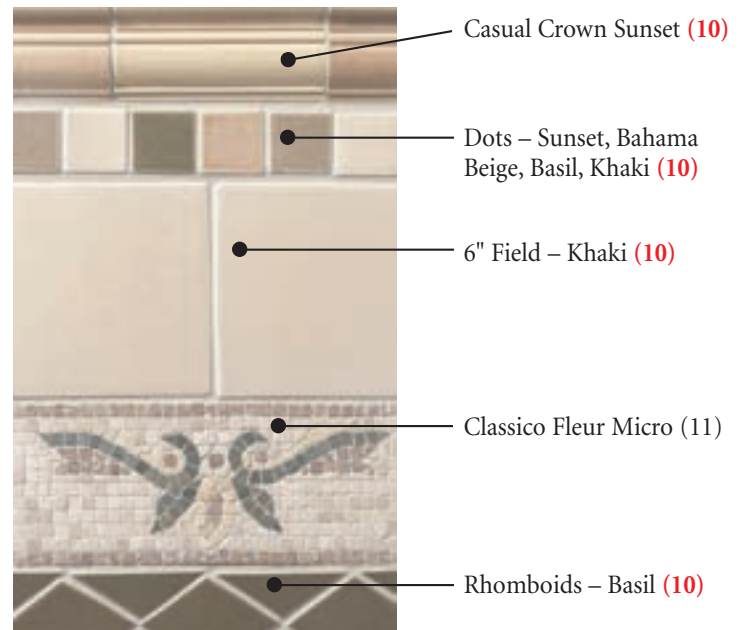 Casual Crown Sunset (10)
Dots – Sunset, Bahama
Beige, Basil, Khaki (10)
6" Field – Khaki (10)
Classico Fleur Micro (11)
Rhomboids – Basil (10)